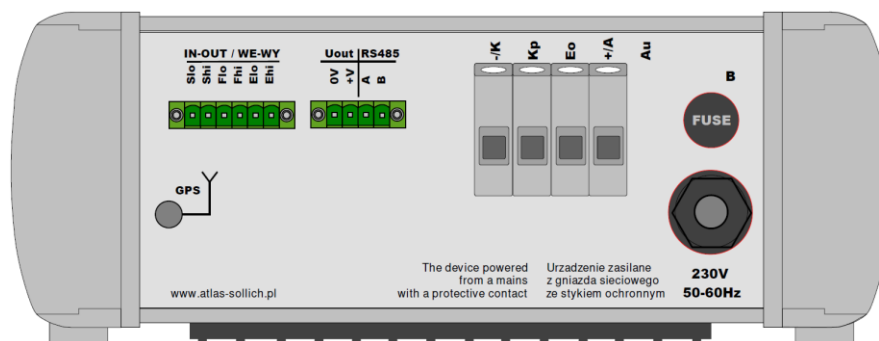 IN-OUT / WE-WY
Slo
Shi
Flo
Fhi
Elo
Ehi
Uout RS485
0V
+V
A
B
-/K
Kp
Eo
+/A
Au
B
FUSE
GPS
The device powered
from a mains
with a protective contact
Urzadzenie zasilane
z gniazda sieciowego
ze stykiem ochronnym
230V
50-60Hz
www.atlas-sollich.pl